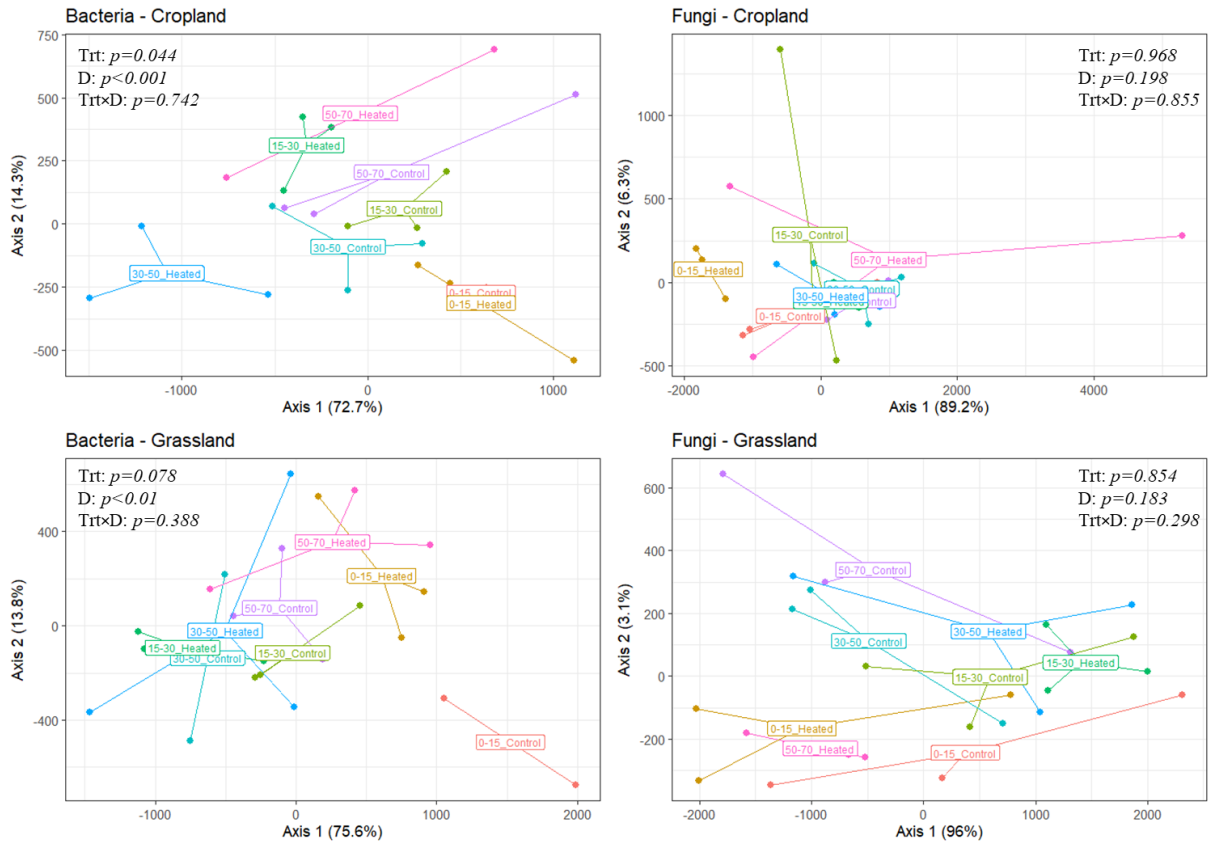 Bacteria - Cropland
Trt: p=0.044
D: p<0.001
Trt×D: p=0.742
750
500
250
0
-250
-500
Axis 2 (14.3%)
50-70_Heated
15-30_Heated
50-70_Control
15-30_Control
30-50_Control
30-50_Heated
0-15_Control
0-15_Heated
-1000
0
1000
Axis 1 (72.7%)
Fungi - Cropland
Trt: p=0.968
D: p=0.198
Trt×D: p=0.855
1000
500
0
-500
Axis 2 (6.3%)
15-30_Control
50-70_Heated
0-15_Heated
30-50_Heated
0-15_Control
-2000
0
2000
4000
Axis 1 (89.2%)
Bacteria - Grassland
Trt: p=0.078
D: p<0.01
Trt×D: p=0.388
400
0
-400
Axis 2 (13.8%)
50-70_Heated
0-15_Heated
50-70_Control
30-50_Heated
15-30_Heated
15-30_Control
30-50_Control
0-15_Control
-1000
0
1000
2000
Axis 1 (75.6%)
Fungi - Grassland
Trt: p=0.854
D: p=0.183
Trt×D: p=0.298
600
400
200
0
-200
Axis 2 (3.1%)
50-70_Control
30-50_Heated
30-50_Control
15-30_Heated
15-30_Control
0-15_Heated
50-70_Heated
0-15_Control
-2000
-1000
0
1000
2000
Axis 1 (96%)